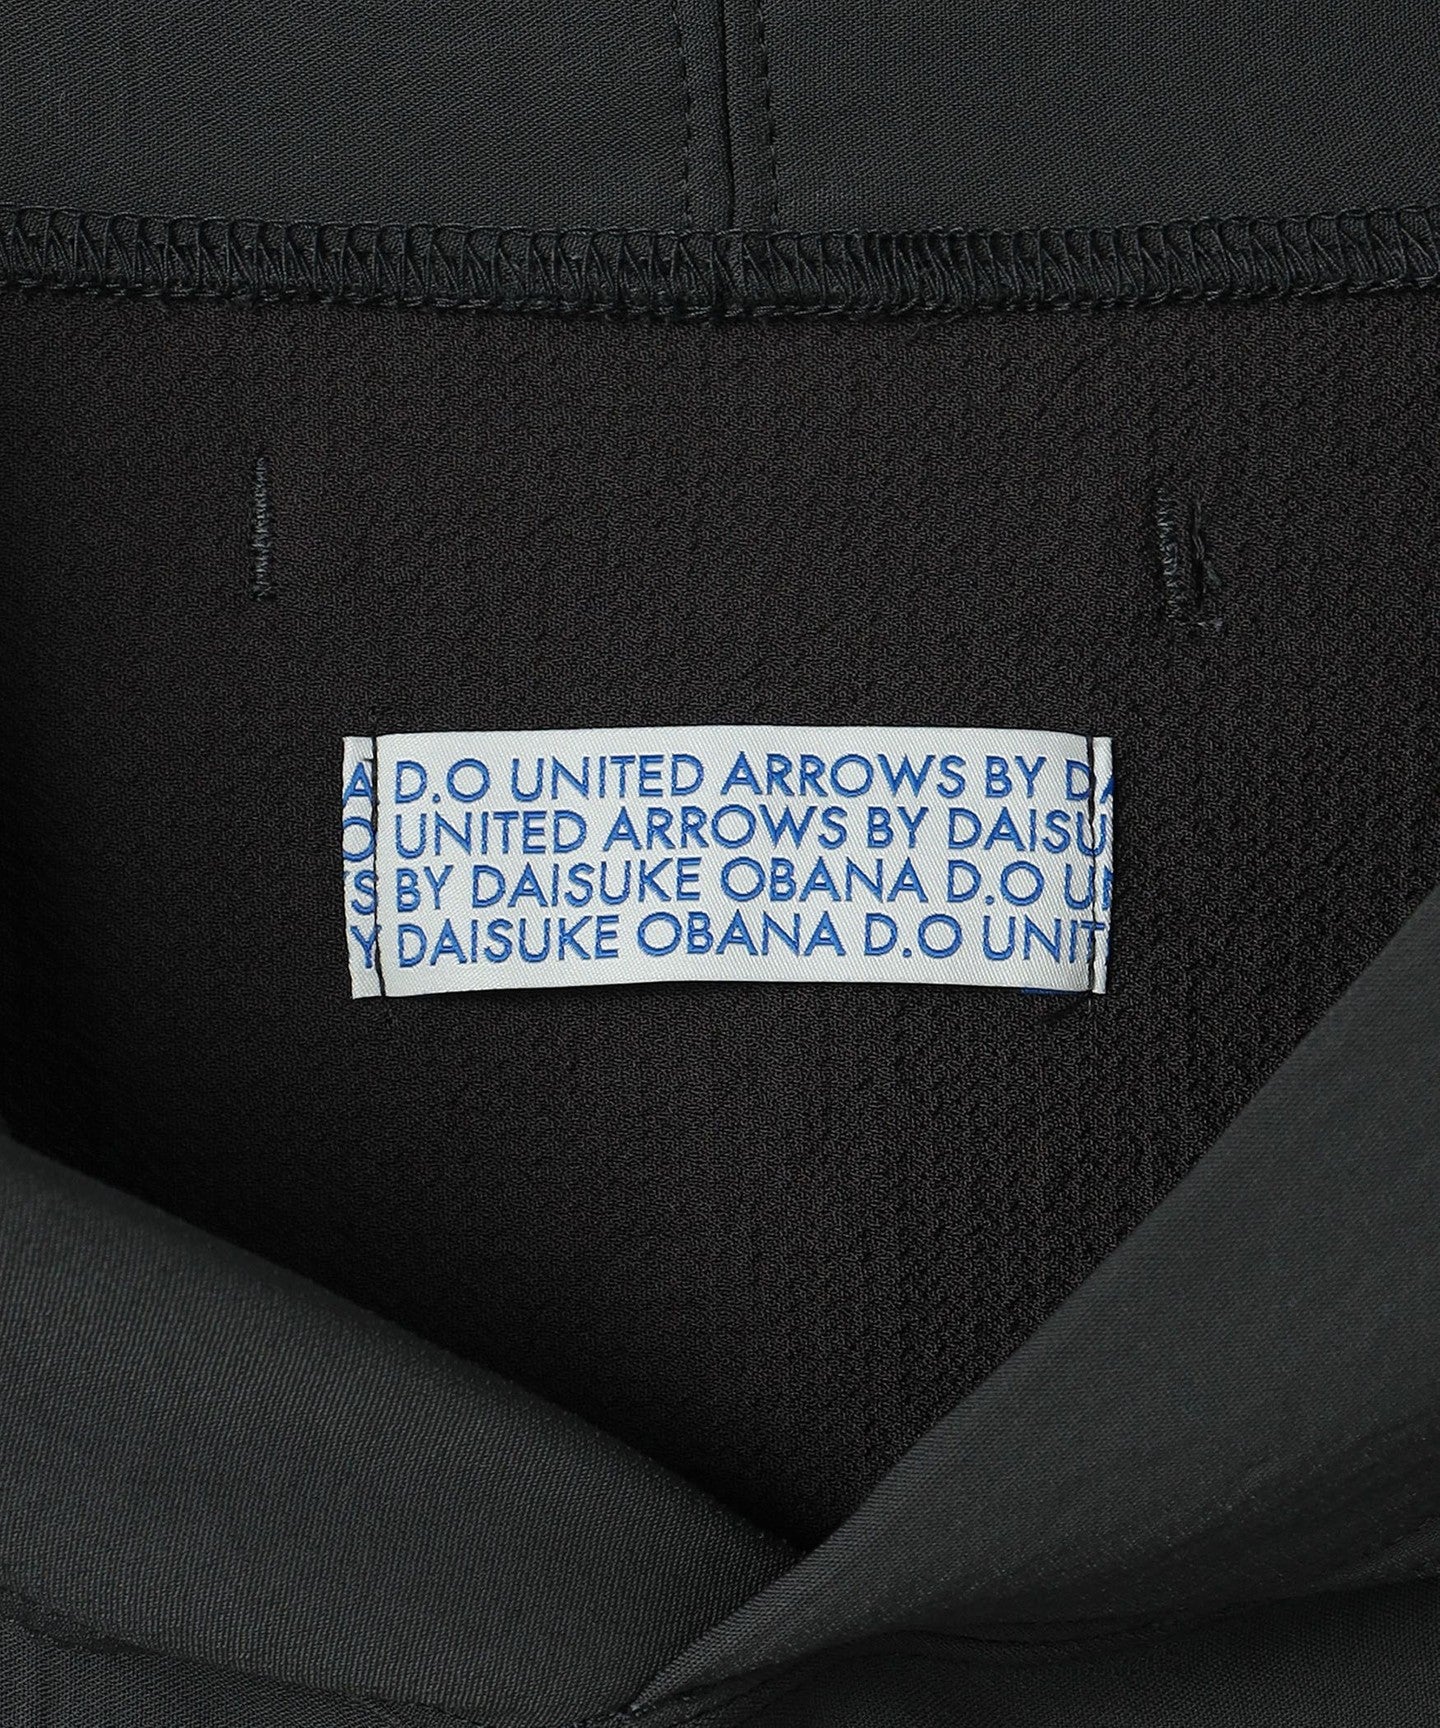 A D.O UNITED ARROWS BY DA
O UNITED ARROWS BY DAISU
S BY DAISUKE OBANA D.O U
Y DAISUKE OBANA D.O UNIT